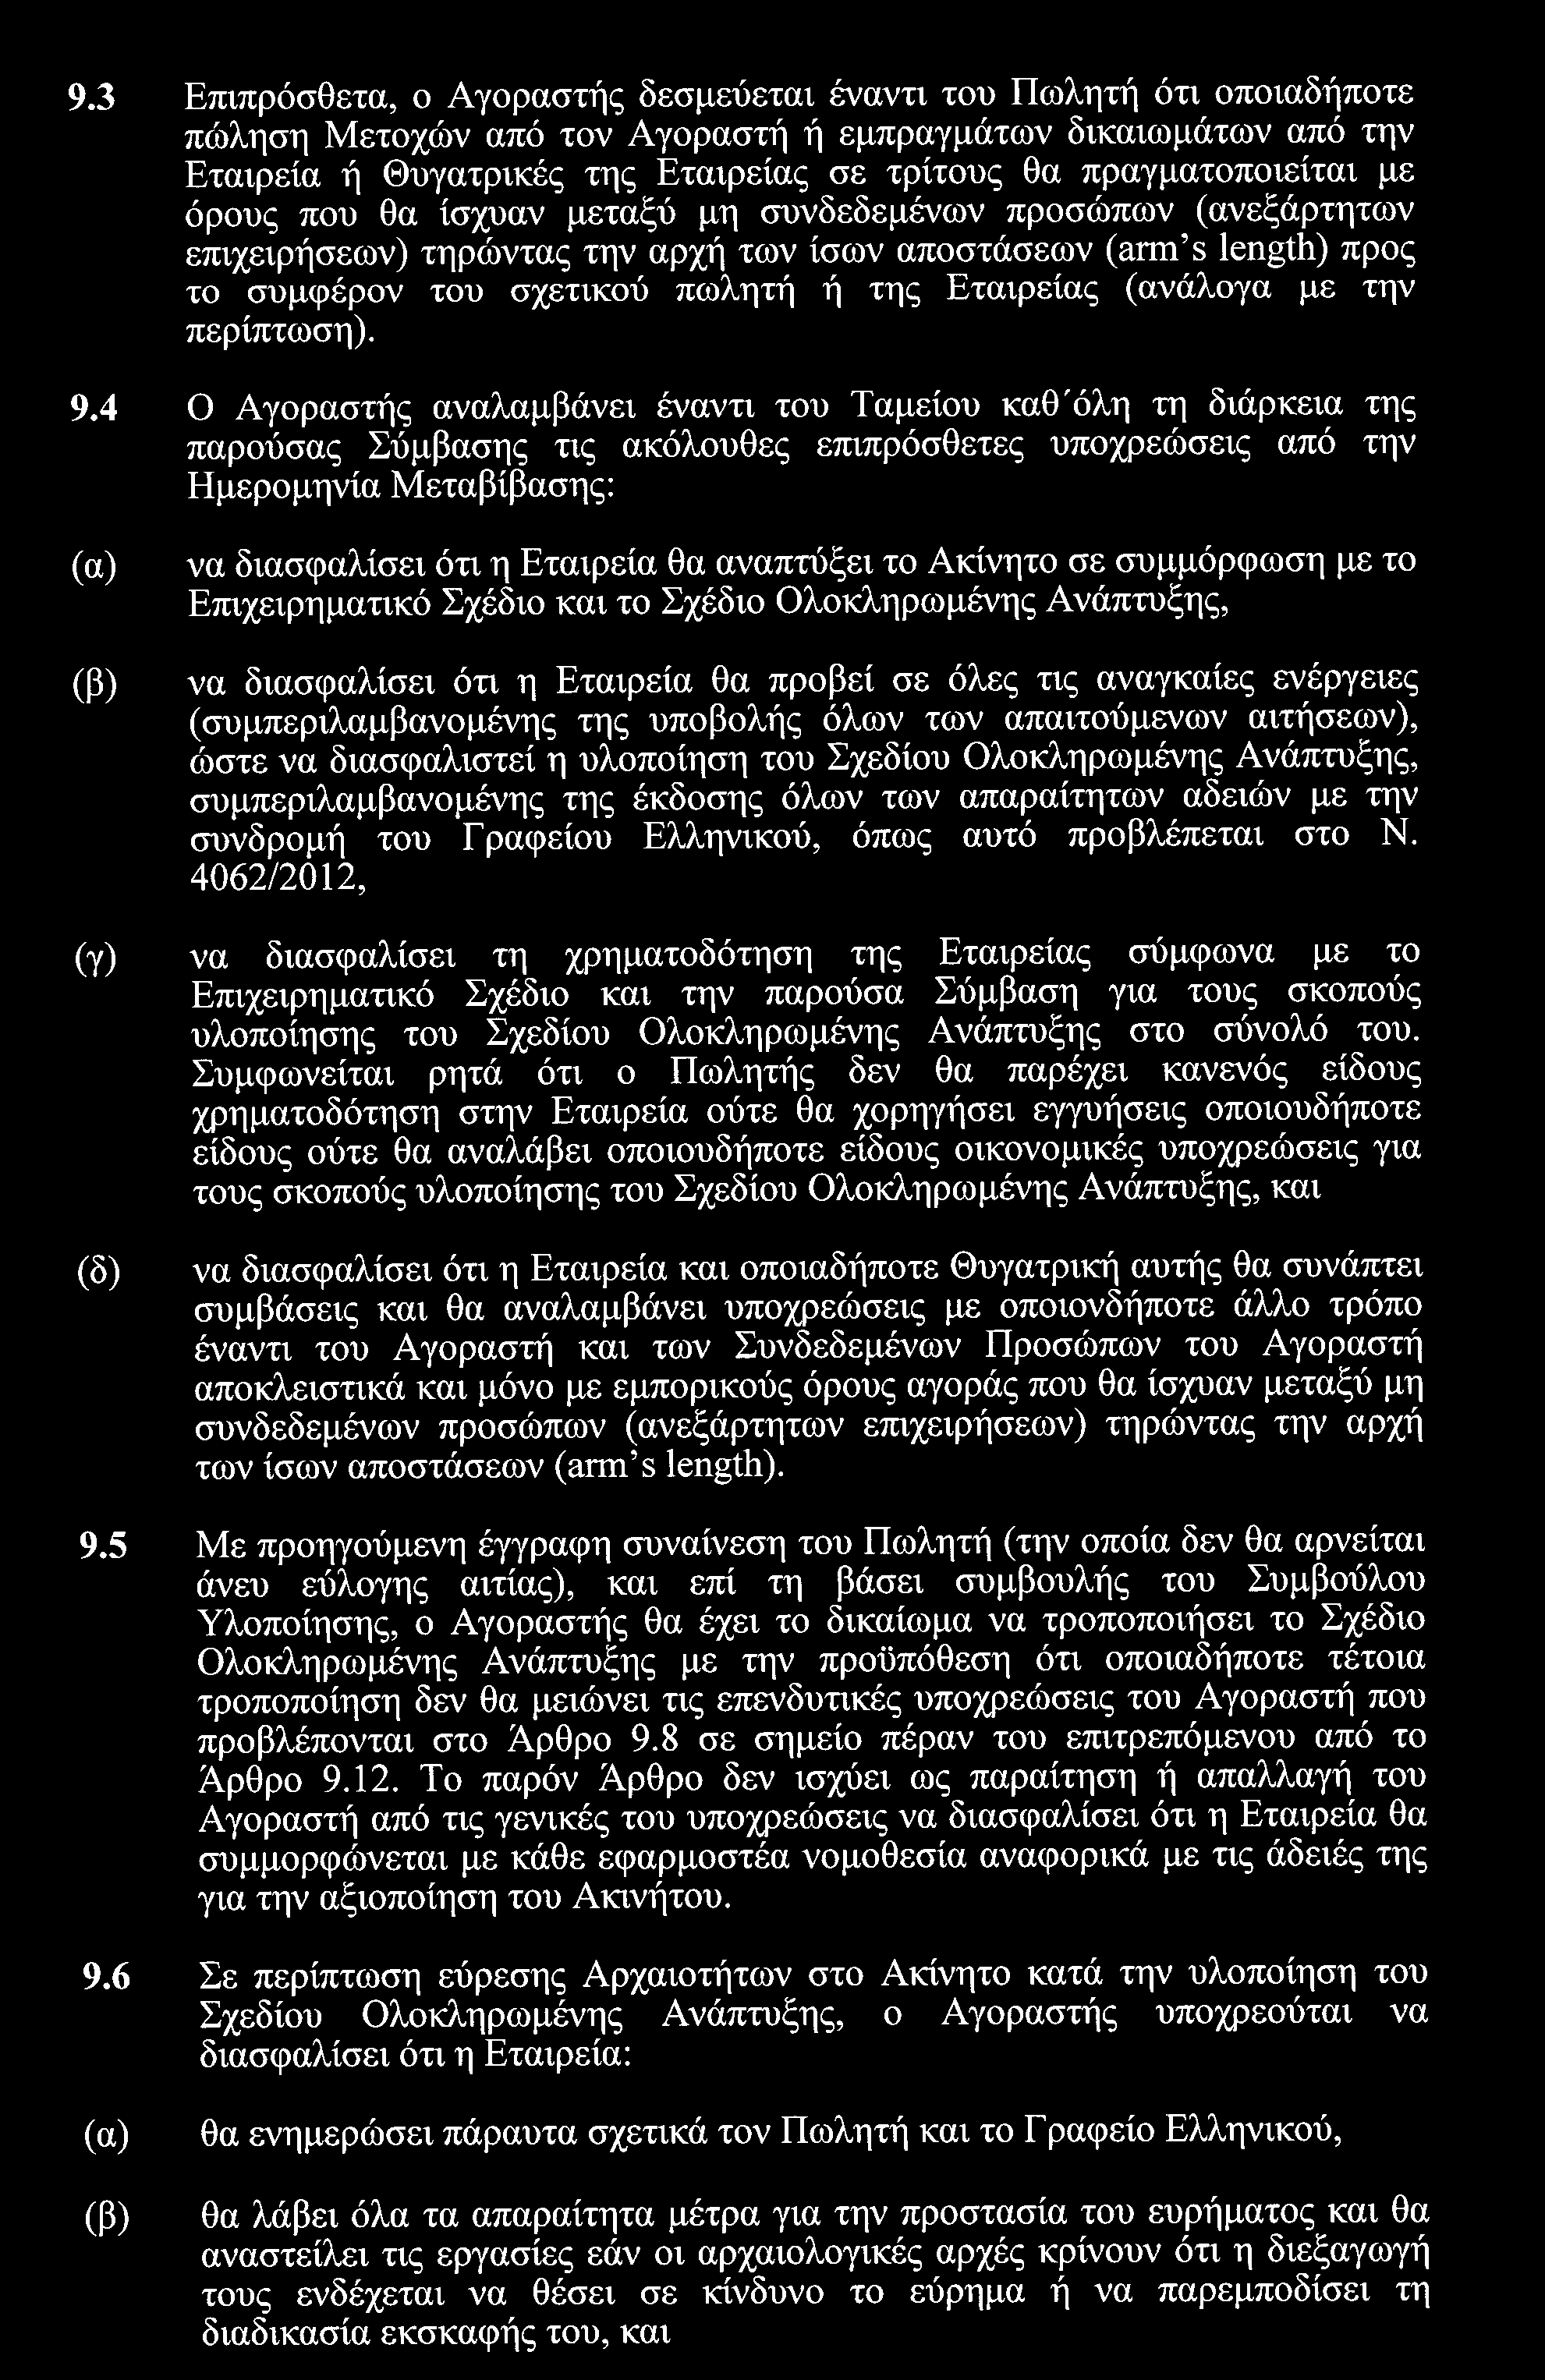 9.3 Επιπρόσθετα, ο Αγοραστής δεσμεύεται έναντι του Πωλητή ότι οποιαδήποτε
πώληση Μετοχών από τον Αγοραστή ή εμπραγμάτων δικαιωμάτων από την
Εταιρεία ή Θυγατρικές της Εταιρείας σε τρίτους θα πραγματοποιείται με
όρους που θα ίσχυαν μεταξύ μη συνδεδεμένων προσώπων (ανεξάρτητων
επιχειρήσεων) τηρώντας την αρχή των ίσων αποστάσεων (arm’s length) προς
το συμφέρον του σχετικού πωλητή ή της Εταιρείας (ανάλογα με την
περίπτωση).
9.4 Ο Αγοραστής αναλαμβάνει έναντι του Ταμείου καθ΄όλη τη διάρκεια της
παρούσας Σύμβασης τις ακόλουθες επιπρόσθετες υποχρεώσεις από την
Ημερομηνία Μεταβίβασης:
(α) να διασφαλίσει ότι η Εταιρεία θα αναπτύξει το Ακίνητο σε συμμόρφωση με το
Επιχειρηματικό Σχέδιο και το Σχέδιο Ολοκληρωμένης Ανάπτυξης,
(β) να διασφαλίσει ότι η Εταιρεία θα προβεί σε όλες τις αναγκαίες ενέργειες
(συμπεριλαμβανομένης της υποβολής όλων των απαιτούμενων αιτήσεων),
ώστε να διασφαλιστεί η υλοποίηση του Σχεδίου Ολοκληρωμένης Ανάπτυξης,
συμπεριλαμβανομένης της έκδοσης όλων των απαραίτητων αδειών με την
συνδρομή του Γραφείου Ελληνικού, όπως αυτό προβλέπεται στο Ν.
4062/2012,
(γ) να διασφαλίσει τη χρηματοδότηση της Εταιρείας σύμφωνα με το
Επιχειρηματικό Σχέδιο και την παρούσα Σύμβαση για τους σκοπούς
υλοποίησης του Σχεδίου Ολοκληρωμένης Ανάπτυξης στο σύνολό του.
Συμφωνείται ρητά ότι ο Πωλητής δεν θα παρέχει κανενός είδους
χρηματοδότηση στην Εταιρεία ούτε θα χορηγήσει εγγυήσεις οποιουδήποτε
είδους ούτε θα αναλάβει οποιουδήποτε είδους οικονομικές υποχρεώσεις για
τους σκοπούς υλοποίησης του Σχεδίου Ολοκληρωμένης Ανάπτυξης, και
(δ) να διασφαλίσει ότι η Εταιρεία και οποιαδήποτε Θυγατρική αυτής θα συνάπτει
συμβάσεις και θα αναλαμβάνει υποχρεώσεις με οποιονδήποτε άλλο τρόπο
έναντι του Αγοραστή και των Συνδεδεμένων Προσώπων του Αγοραστή
αποκλειστικά και μόνο με εμπορικούς όρους αγοράς που θα ίσχυαν μεταξύ μη
συνδεδεμένων προσώπων (ανεξάρτητων επιχειρήσεων) τηρώντας την αρχή
των ίσων αποστάσεων (arm’s length).
9.5 Με προηγούμενη έγγραφη συναίνεση του Πωλητή (την οποία δεν θα αρνείται
άνευ εύλογης αιτίας), και επί τη βάσει συμβουλής του Συμβούλου
Υλοποίησης, ο Αγοραστής θα έχει το δικαίωμα να τροποποιήσει το Σχέδιο
Ολοκληρωμένης Ανάπτυξης με την προϋπόθεση ότι οποιαδήποτε τέτοια
τροποποίηση δεν θα μειώνει τις επενδυτικές υποχρεώσεις του Αγοραστή που
προβλέπονται στο Άρθρο 9.8 σε σημείο πέραν του επιτρεπόμενου από το
Άρθρο 9.12. Το παρόν Άρθρο δεν ισχύει ως παραίτηση ή απαλλαγή του
Αγοραστή από τις γενικές του υποχρεώσεις να διασφαλίσει ότι η Εταιρεία θα
συμμορφώνεται με κάθε εφαρμοστέα νομοθεσία αναφορικά με τις άδειές της
για την αξιοποίηση του Ακινήτου.
9.6 Σε περίπτωση εύρεσης Αρχαιοτήτων στο Ακίνητο κατά την υλοποίηση του
Σχεδίου Ολοκληρωμένης Ανάπτυξης, ο Αγοραστής υποχρεούται να
διασφαλίσει ότι η Εταιρεία:
(α) θα ενημερώσει πάραυτα σχετικά τον Πωλητή και το Γραφείο Ελληνικού,
(β) θα λάβει όλα τα απαραίτητα μέτρα για την προστασία του ευρήματος και θα
αναστείλει τις εργασίες εάν οι αρχαιολογικές αρχές κρίνουν ότι η διεξαγωγή
τους ενδέχεται να θέσει σε κίνδυνο το εύρημα ή να παρεμποδίσει τη
διαδικασία εκσκαφής του, και